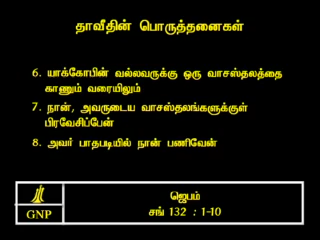 தாவீதின் பொருத்தனைகள்
6. யாக்கோபின் வல்லவருக்கு ஒரு வாசஸ்தலத்தை
காணும் வரையிலும்
7. நான், அவருடைய வாசஸ்தலங்களுக்குள்
பிரவேசிப்பேன்
8. அவர் பாதபடியில் நான் பணிவேன்
ஜெபம்
சங் 132 : 1-10
GNP